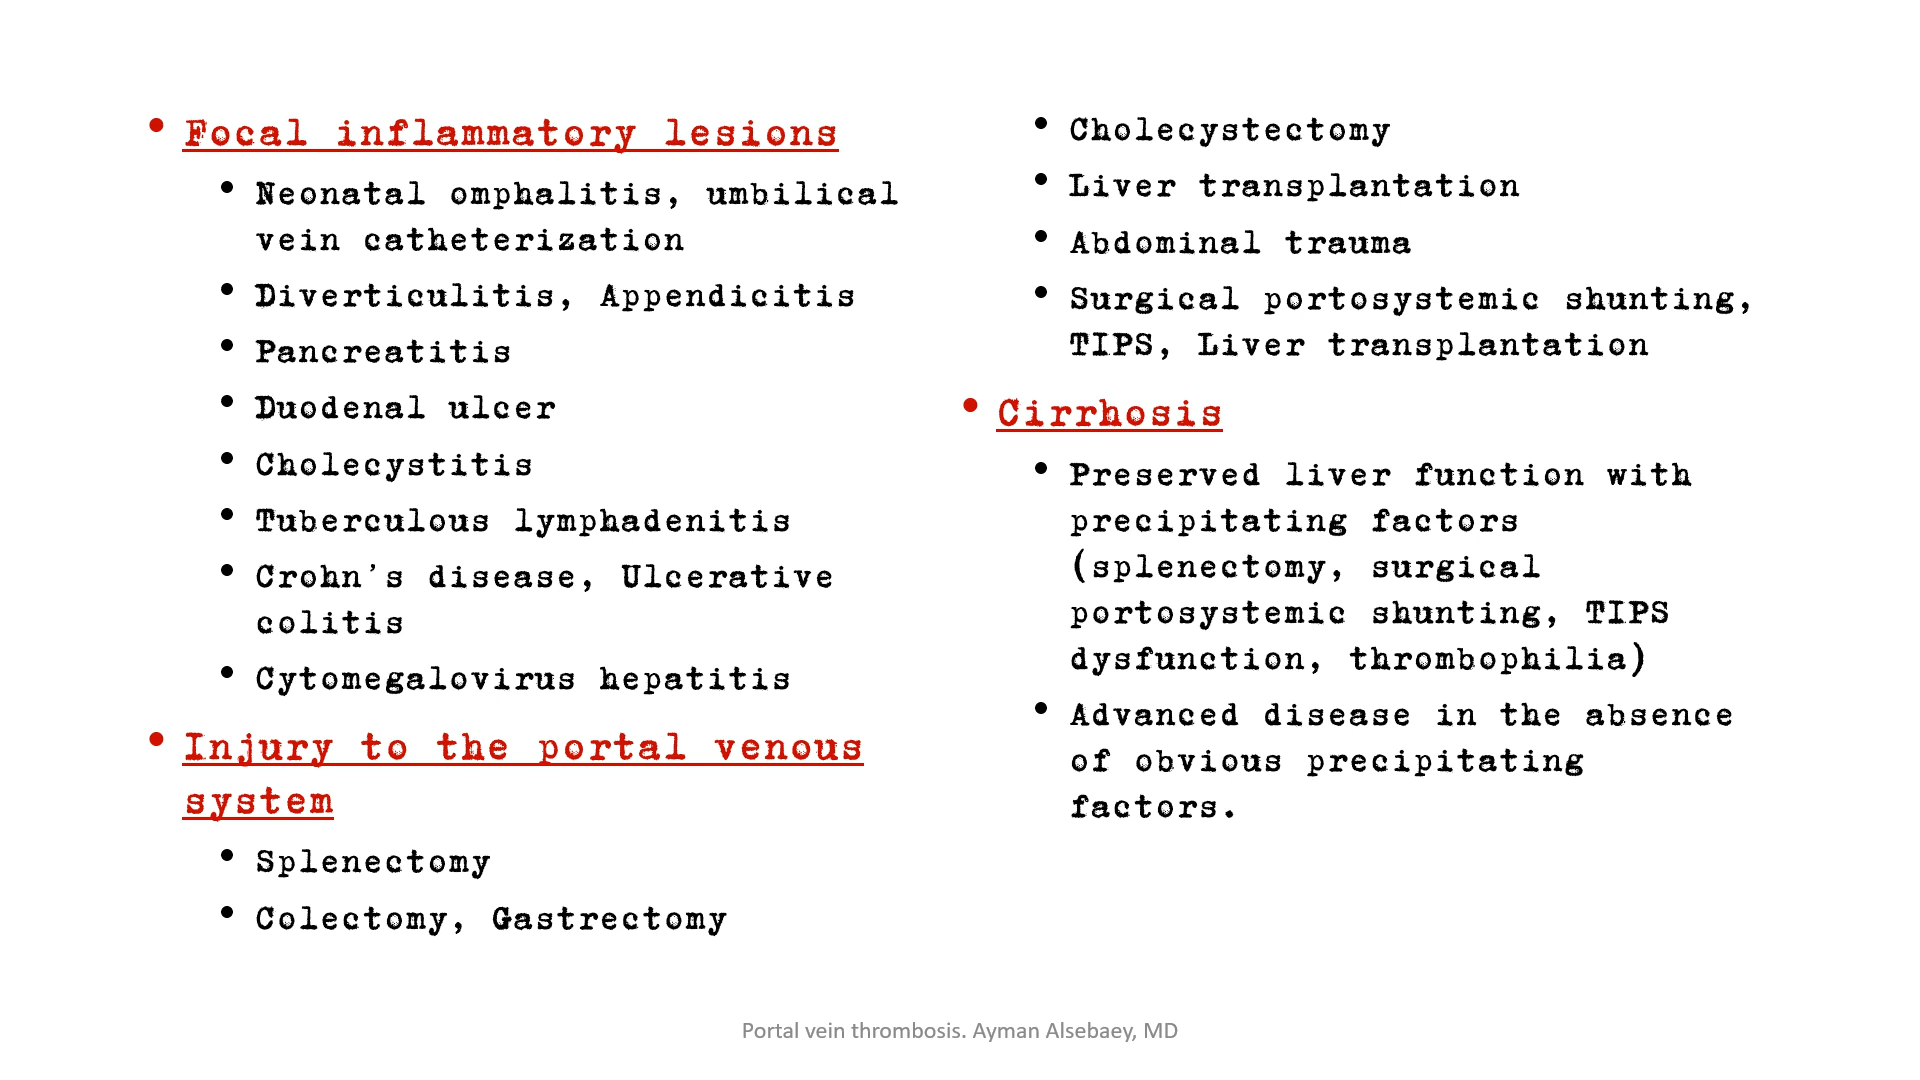 • Focal inflammatory lesions
• Neonatal omphalitis, umbilical
vein catheterization
• Diverticulitis, Appendicitis
• Pancreatitis
• Duodenal ulcer
• Cholecystitis
• Tuberculous lymphadenitis
• Crohn's disease, Ulcerative
colitis
• Cytomegalovirus hepatitis
• Injury to the portal venous
system
• Splenectomy
• Colectomy, Gastrectomy
• Cholecystectomy
• Liver transplantation
• Abdominal trauma
• Surgical portosystemic shunting,
TIPS, Liver transplantation
• Cirrhosis
• Preserved liver function with
precipitating factors
(splenectomy, surgical
portosystemic shunting, TIPS
dysfunction, thrombophilia)
• Advanced disease in the absence
of obvious precipitating
factors.
Portal vein thrombosis. Ayman Alsebaey, MD